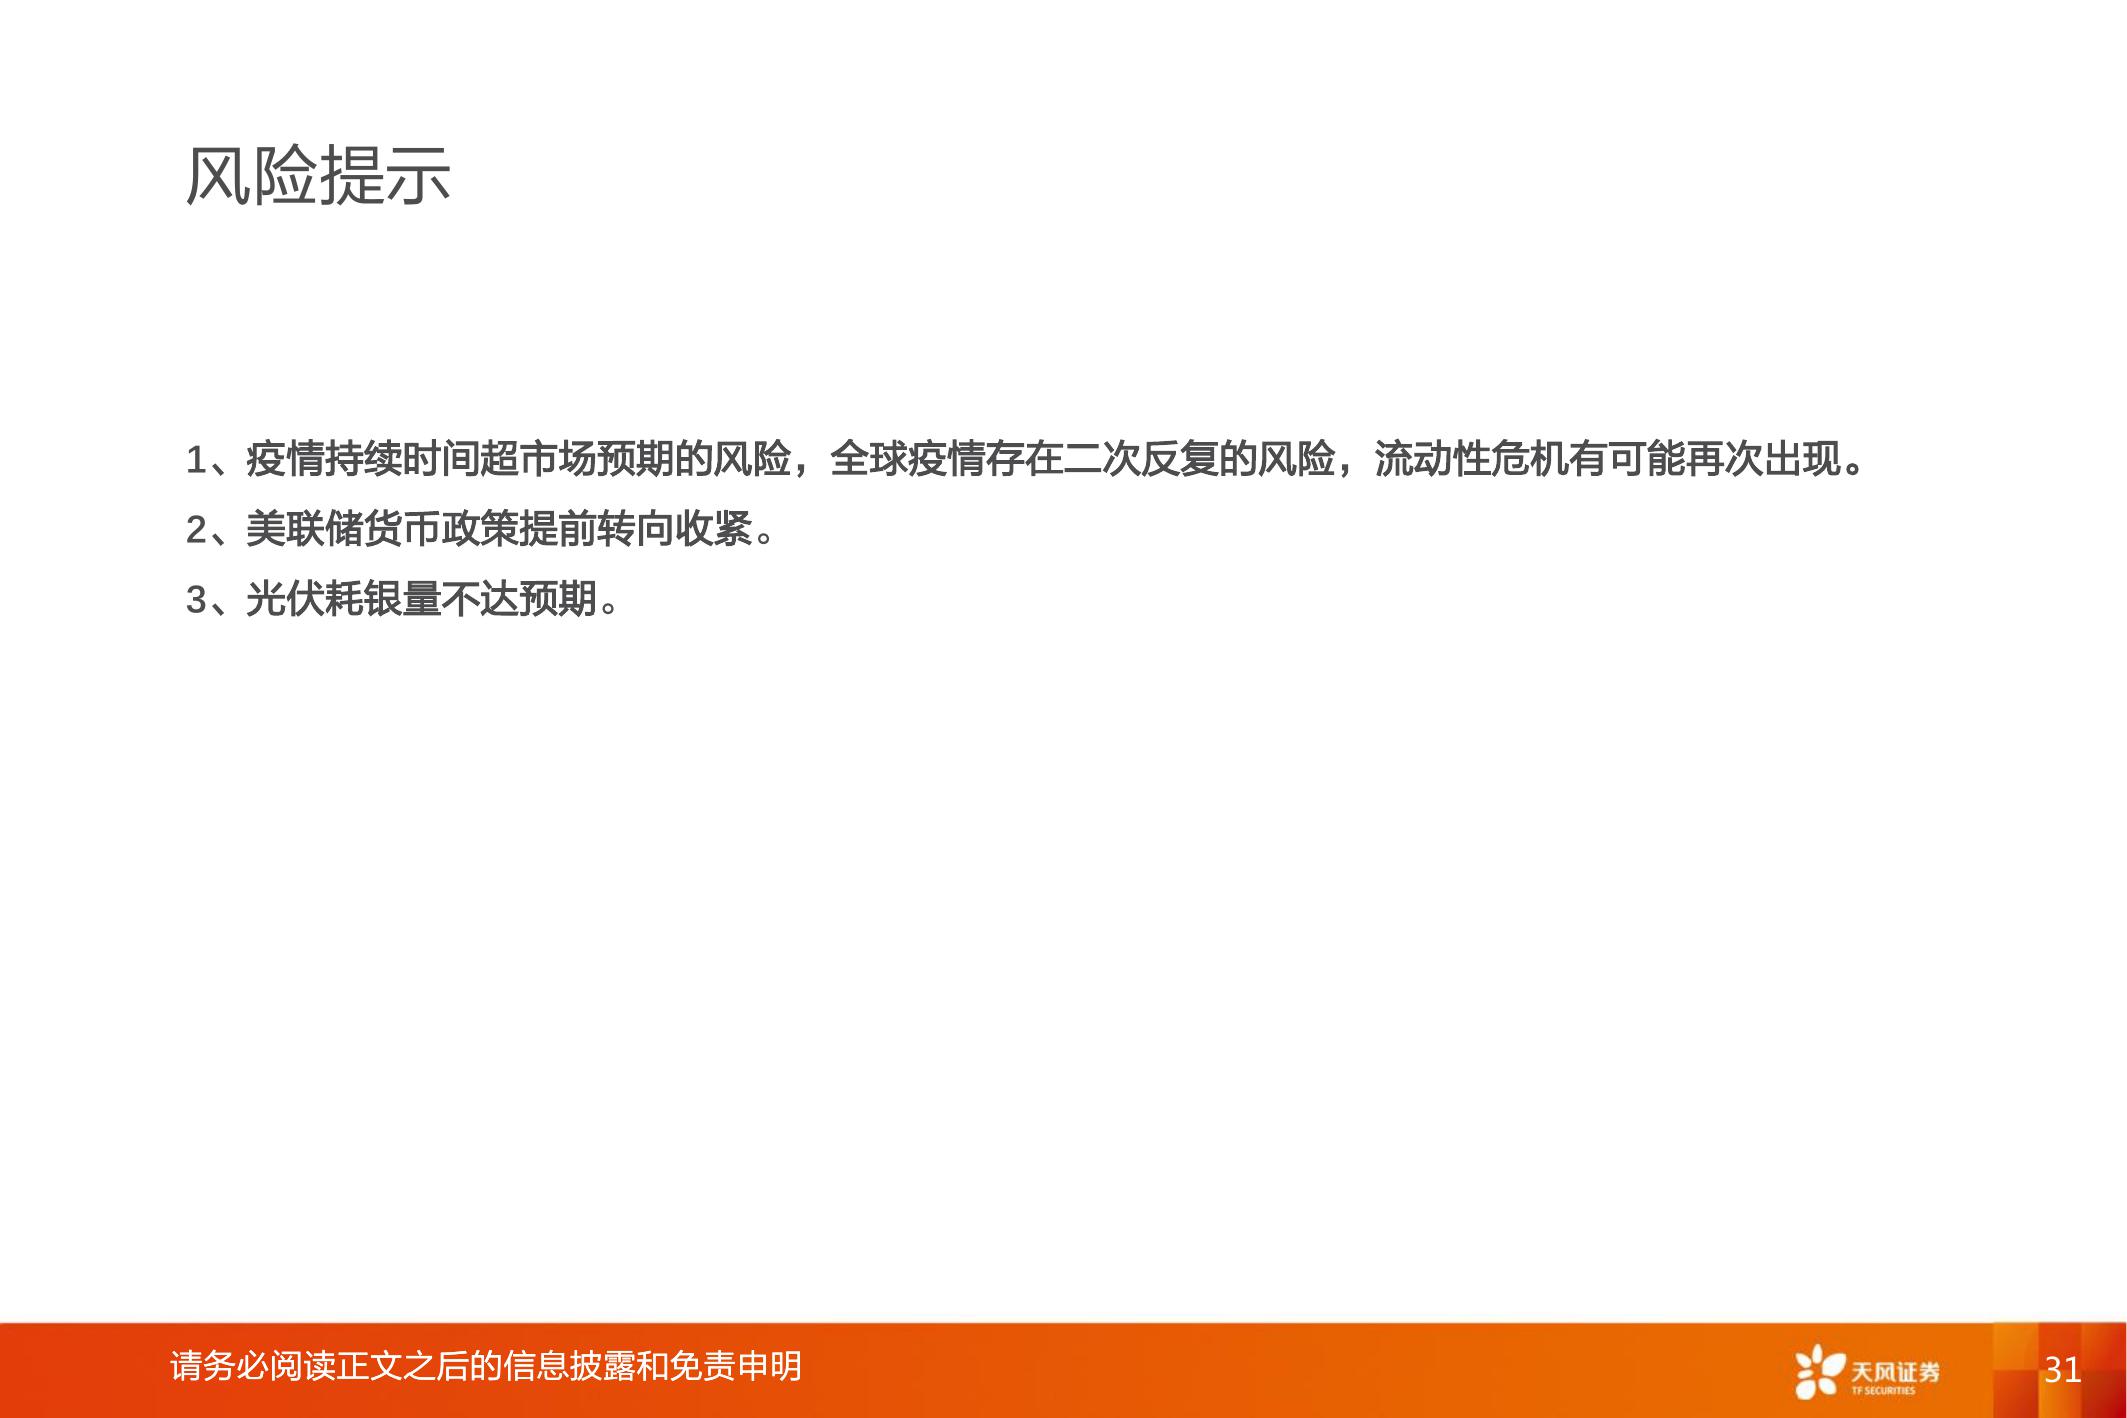 风险提示
1、疫情持续时间超市场预期的风险，全球疫情存在二次反复的风险，流动性危机有可能再次出现。
2、美联储货币政策提前转向收紧。
3、光伏耗银量不达预期。
请务必阅读正文之后的信息披露和免责申明
天风证券
TF SECURITIES
31